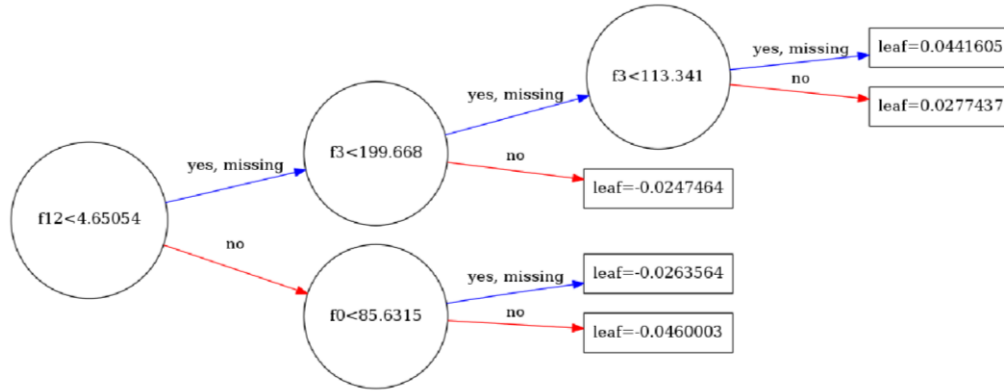 yes, missing
leaf=0.0441605
f3<113.341
no
leaf=0.0277437
yes, missing
f3<199.668
no
leaf=-0.0247464
yes, missing
f12<4.65054
no
yes, missing
leaf=-0.0263564
f0<85.6315
no
leaf=-0.0460003